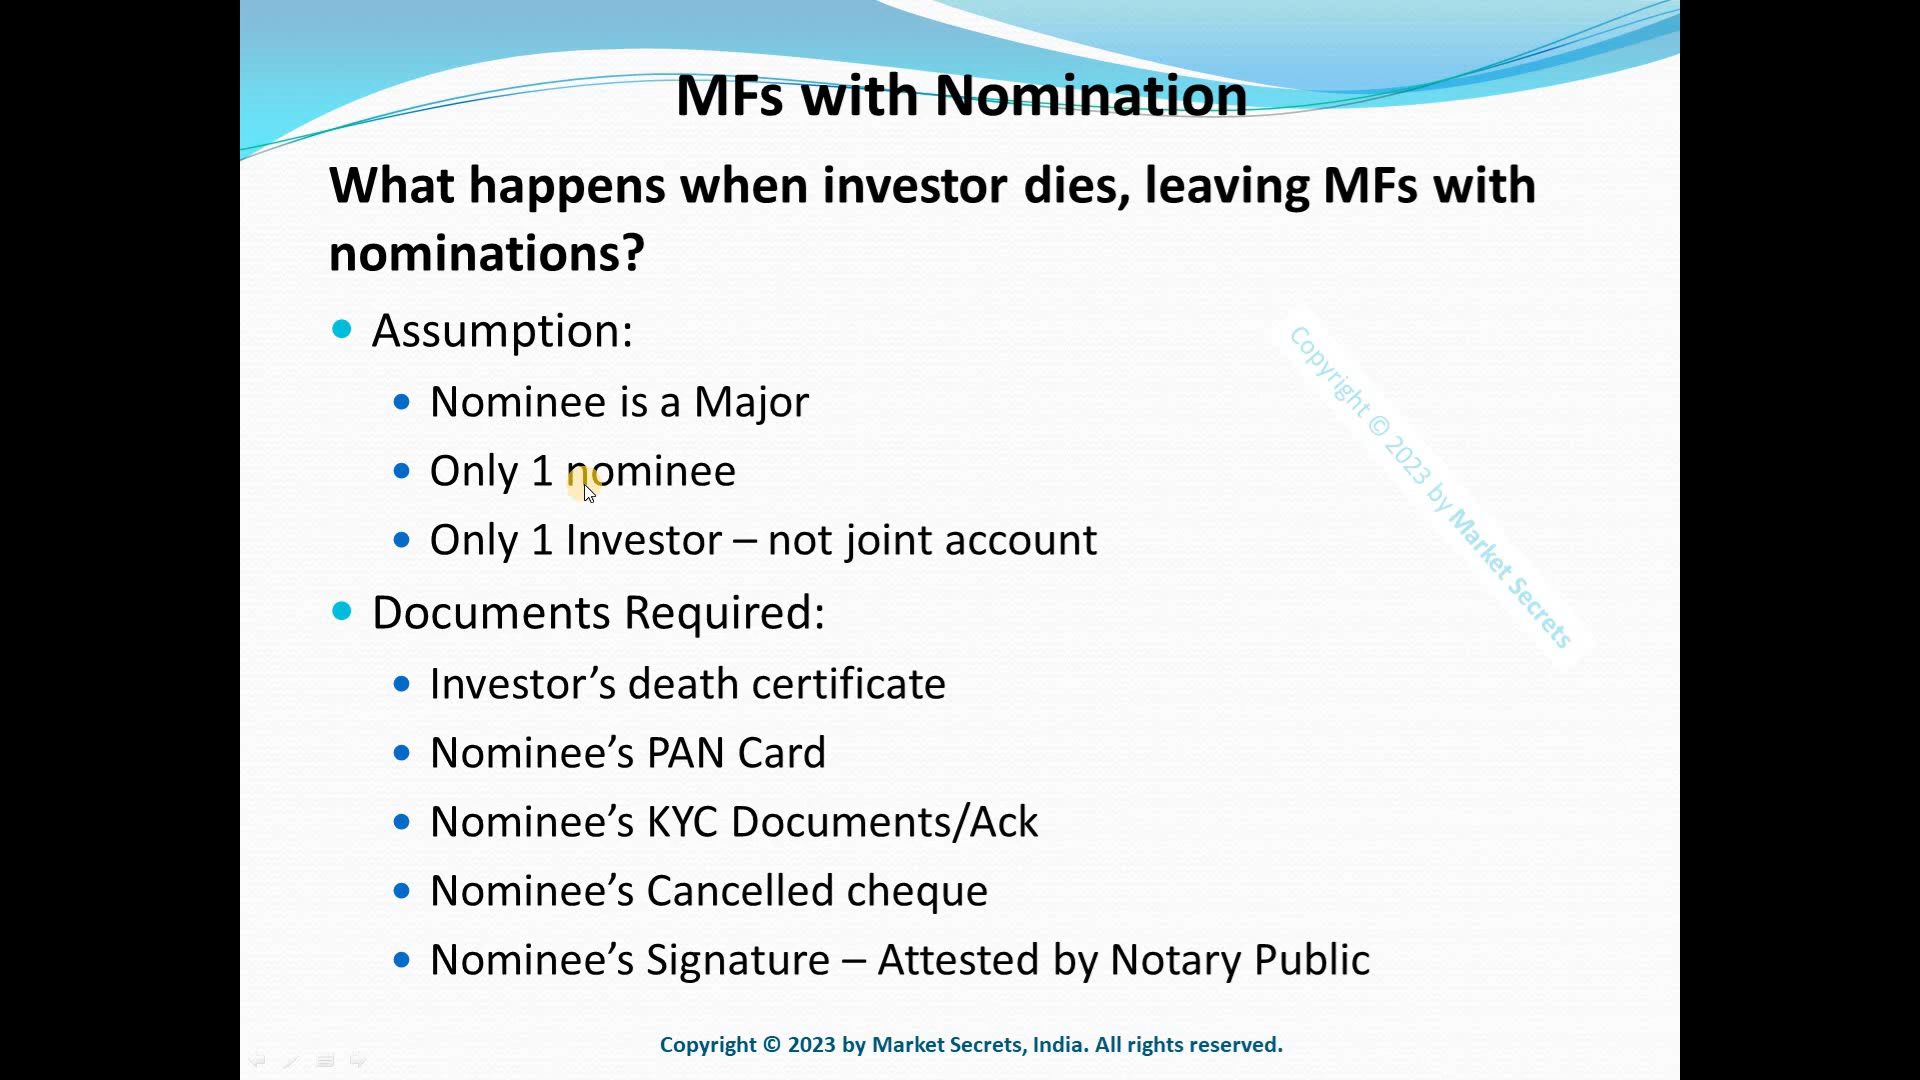 MFs with Nomination
What happens when investor dies, leaving MFs with
nominations?
Assumption:
Nominee is a Major
Only 1 nominee
Only 1 Investor – not joint account
Documents Required:
Investor’s death certificate
Nominee’s PAN Card
Nominee’s KYC Documents/Ack
Nominee’s Cancelled cheque
Nominee’s Signature – Attested by Notary Public
Copyright © 2023 by Market Secrets
Copyright © 2023 by Market Secrets, India. All rights reserved.